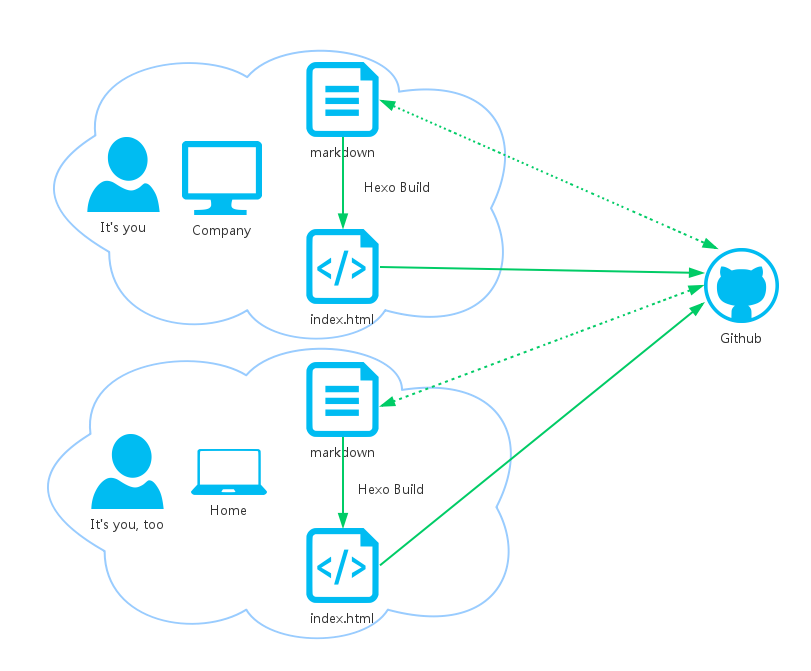 markdown
Hexo Build
It's you
Company
index.html
Github
markdown
Hexo Build
Home
It's you, too
index.html